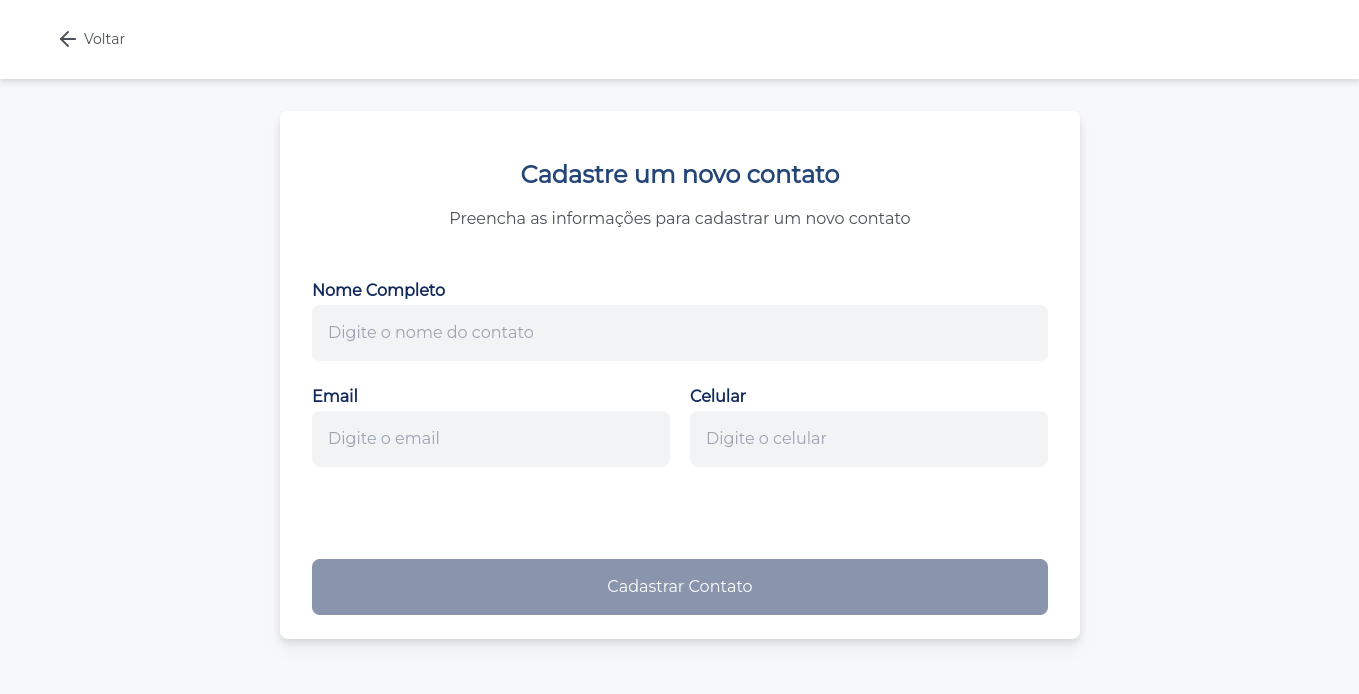 Voltar
Cadastre um novo contato
Preencha as informações para cadastrar um novo contato
Nome Completo
Digite o nome do contato
Email
Celular
Digite o email
Digite o celular
Cadastrar Contato